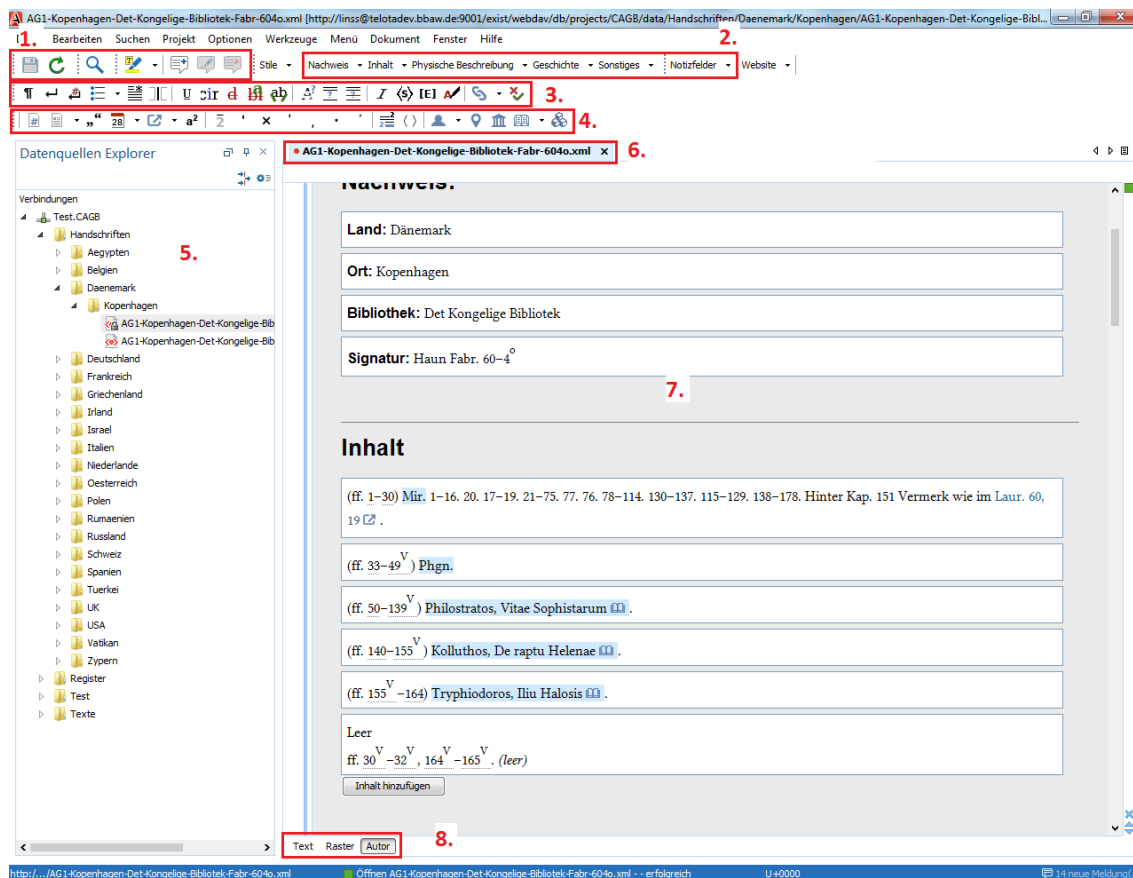 AG1-Kopenhagen-Det-Kongelige-Bibliotek-Fabr-604o.xml [http://linss@telotadev.bbaw.de:9001/exist/webdav/db/projects/CAGB/data/Handschriften/Daenemark/Kopenhagen/AG1-Kopenhagen-Det-Kongelige-Bibl...
1. Bearbeiten Suchen Projekt Optionen Werkzeuge Menü Dokument Fenster Hilfe 2.
Stile Nachweis Inhalt Physische Beschreibung Geschichte Sonstiges Notizfelder Website
3.
4.
Datenquellen Explorer
Verbindungen
Test.CAGB
Handschriften
Aegypten
5.
Belgien
Daenemark
Kopenhagen
AG1-Kopenhagen-Det-Kongelige-Bib
AG1-Kopenhagen-Det-Kongelige-Bib
Deutschland
Frankreich
Griechenland
Irland
Israel
Italien
Niederlande
Oesterreich
Polen
Rumaenien
Russland
Schweiz
Spanien
Tuerkei
UK
USA
Vatikan
Zypern
Register
Test
Texte
AG1-Kopenhagen-Det-Kongelige-Bibliotek-Fabr-604o.xml
6.
Nachweis:
Land: Dänemark
Ort: Kopenhagen
Bibliothek: Det Kongelige Bibliotek
Signatur: Haun Fabr. 60–4o
7.
Inhalt
(ff. 1–30) Mir. 1–16. 20. 17–19. 21–75. 77. 76. 78–114. 130–137. 115–129. 138–178. Hinter Kap. 151 Vermerk wie im Laur. 60,
19 .
(ff. 33–49V) Phgn.
(ff. 50–139V) Philostratos, Vitae Sophistarum .
(ff. 140–155V) Kolluthos, De raptu Helenae .
(ff. 155V–164) Tryphiodoros, Iliu Halosis .
Leer
ff. 30V–32V, 164V–165V. (leer)
Inhalt hinzufügen
Text Raster Autor
8.
http:/.../AG1-Kopenhagen-Det-Kongelige-Bibliotek-Fabr-604o.xml Öffnen AG1-Kopenhagen-Det-Kongelige-Bibliotek-Fabr-604o.xml - - erfolgreich U+0000 14 neue Meldung(